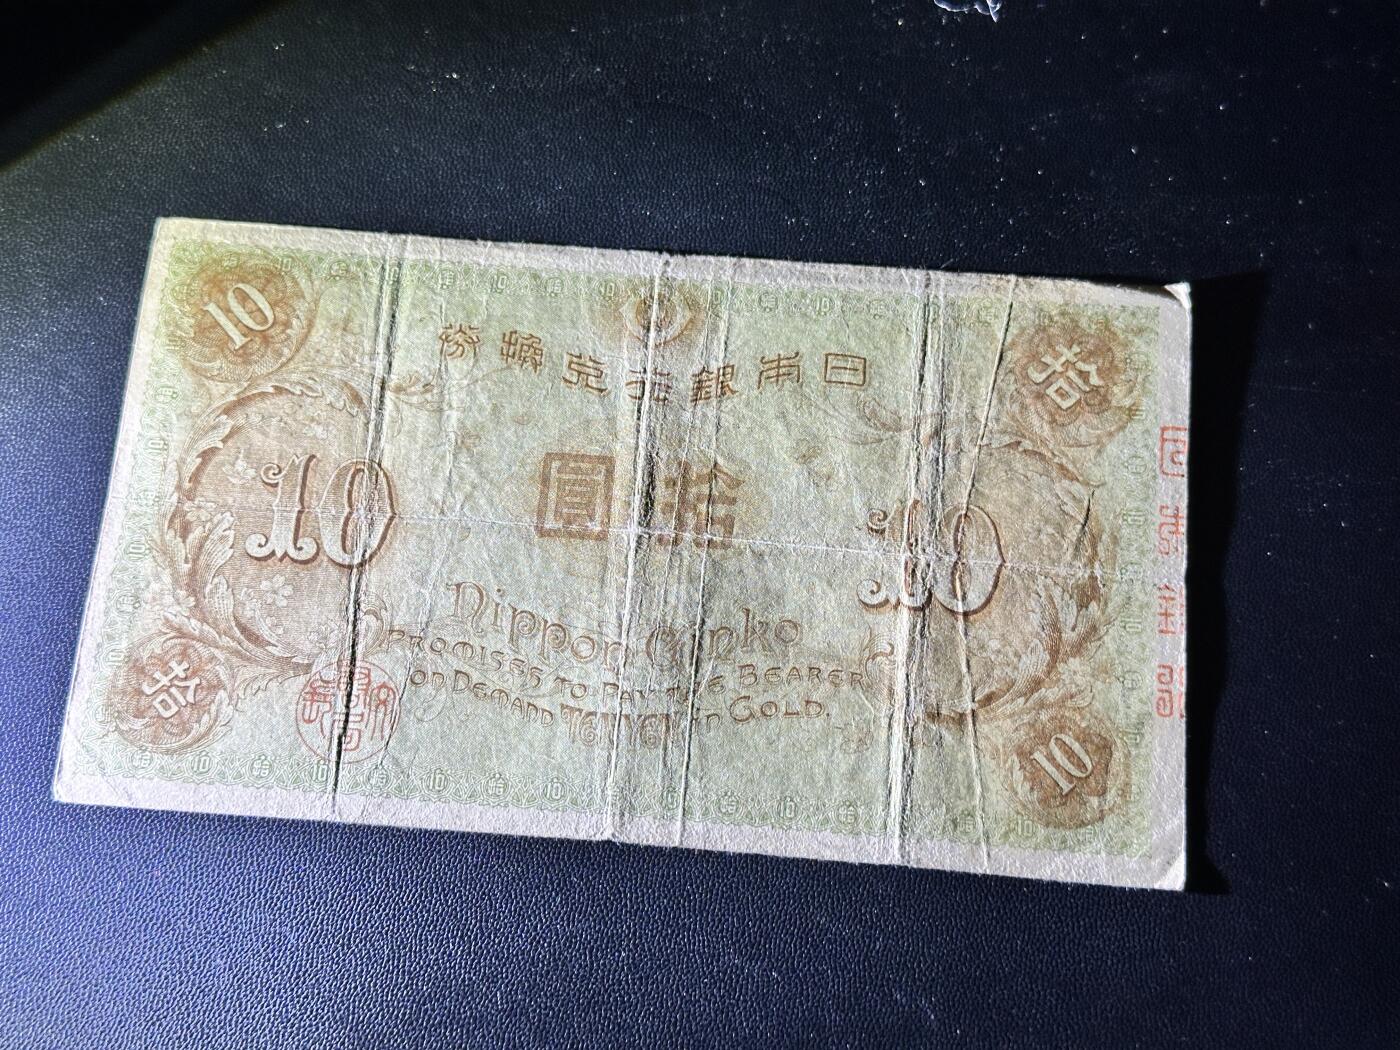 10
拾
日本銀行兌換券
拾圓
10
10
Nippon Ginko
PROMISES TO PAY THE BEARER
ON DEMAND TEN YEN IN GOLD.
拾
10